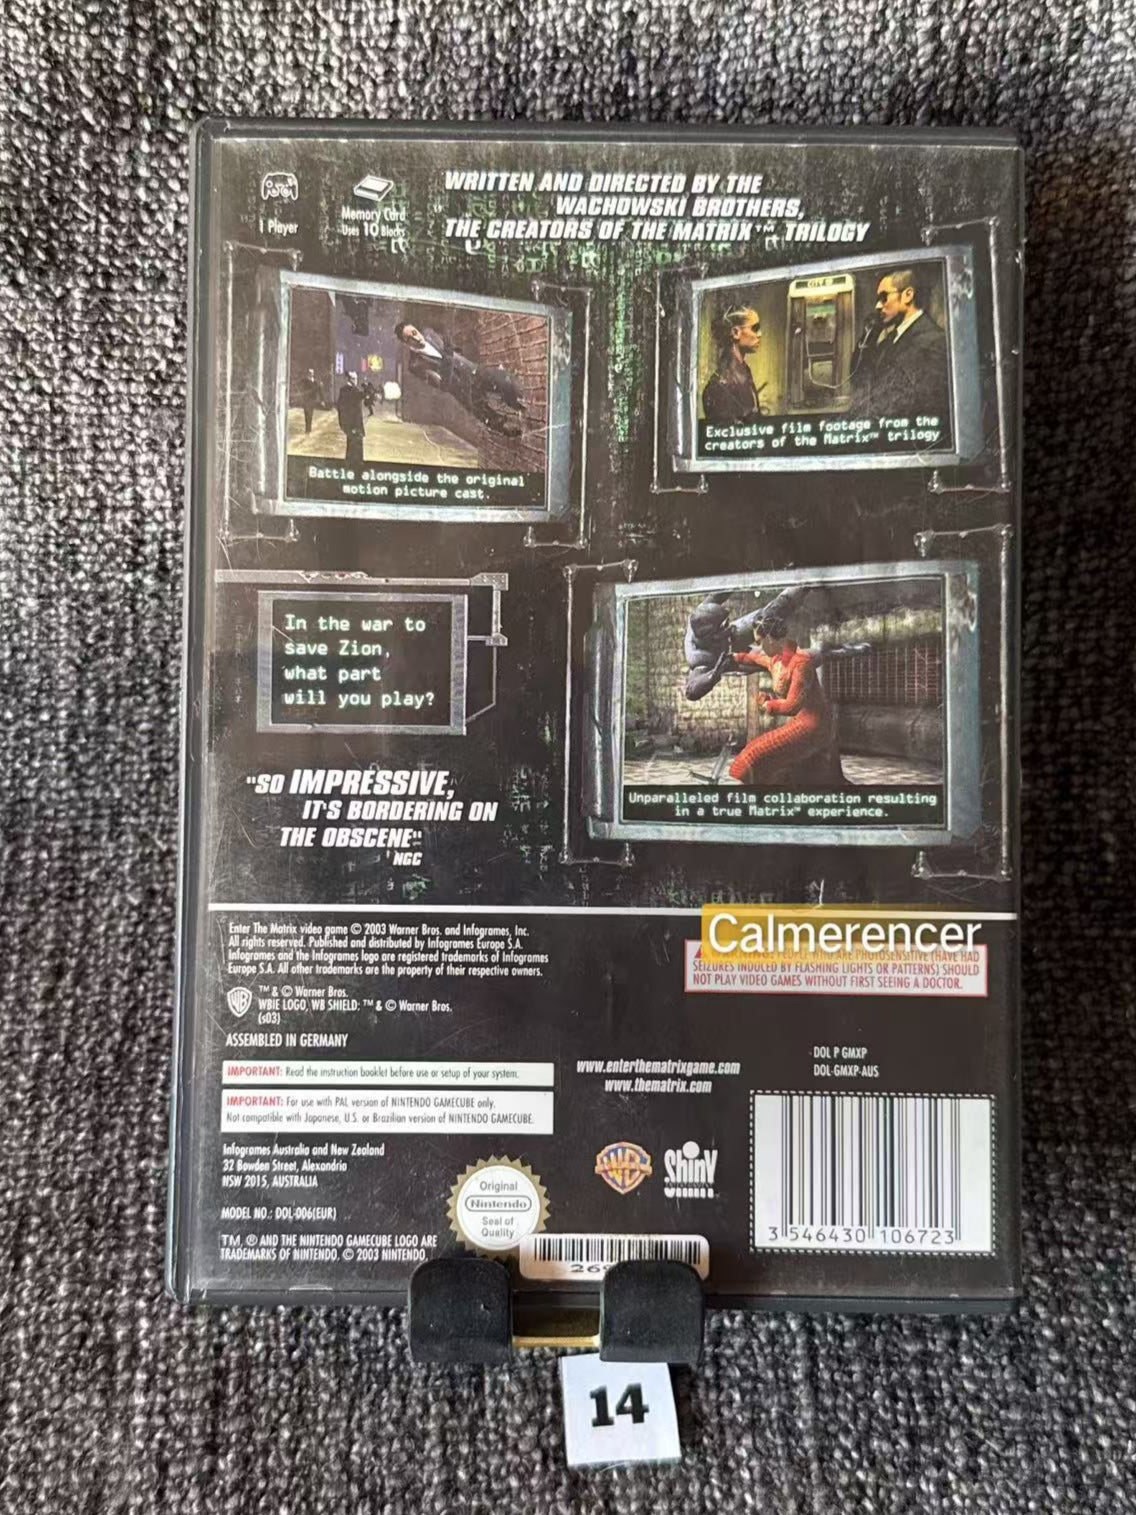 WRITTEN AND DIRECTED BY THE
WACHOWSKI BROTHERS,
THE CREATORS OF THE MATRIX™ TRILOGY
1 Player
Memory Card
Uses 10 Blocks
CITY
Battle alongside the original
motion picture cast.
Exclusive film footage from the
creators of the Matrix™ trilogy
In the war to
save Zion,
what part
will you play?
Unparalleled film collaboration resulting
in a true Matrix™ experience.
"SO IMPRESSIVE,
IT'S BORDERING ON
THE OBSCENE"
NGC
Enter The Matrix video game © 2003 Warner Bros. and Infogrames, Inc.
All rights reserved. Published and distributed by Infogrames Europe S.A.
Infogrames and the Infogrames logo are registered trademarks of Infogrames
Europe S.A. All other trademarks are the property of their respective owners.
WB
™ & © Warner Bros.
WBIE LOGO, WB SHIELD: ™ & © Warner Bros.
(s03)
ASSEMBLED IN GERMANY
Calmerencer
PEOPLE WHO ARE PHOTOSENSITIVE (HAVE HAD
SEIZURES INDUCED BY FLASHING LIGHTS OR PATTERNS) SHOULD
NOT PLAY VIDEO GAMES WITHOUT FIRST SEEING A DOCTOR.
IMPORTANT: Read the instruction booklet before use or setup of your system.
IMPORTANT: For use with PAL version of NINTENDO GAMECUBE only.
Not compatible with Japanese, U.S. or Brazilian version of NINTENDO GAMECUBE.
www.enterthematrixgame.com
www.thematrix.com
DOL P GMXP
DOL-GMXP-AUS
Infogrames Australia and New Zealand
32 Bowden Street, Alexandria
NSW 2015, AUSTRALIA
MODEL NO.: DOL-006(EUR)
TM, ® AND THE NINTENDO GAMECUBE LOGO ARE
TRADEMARKS OF NINTENDO. © 2003 NINTENDO.
Original
Nintendo
Seal of
Quality
WB
Shiny
3 546430 106723
14